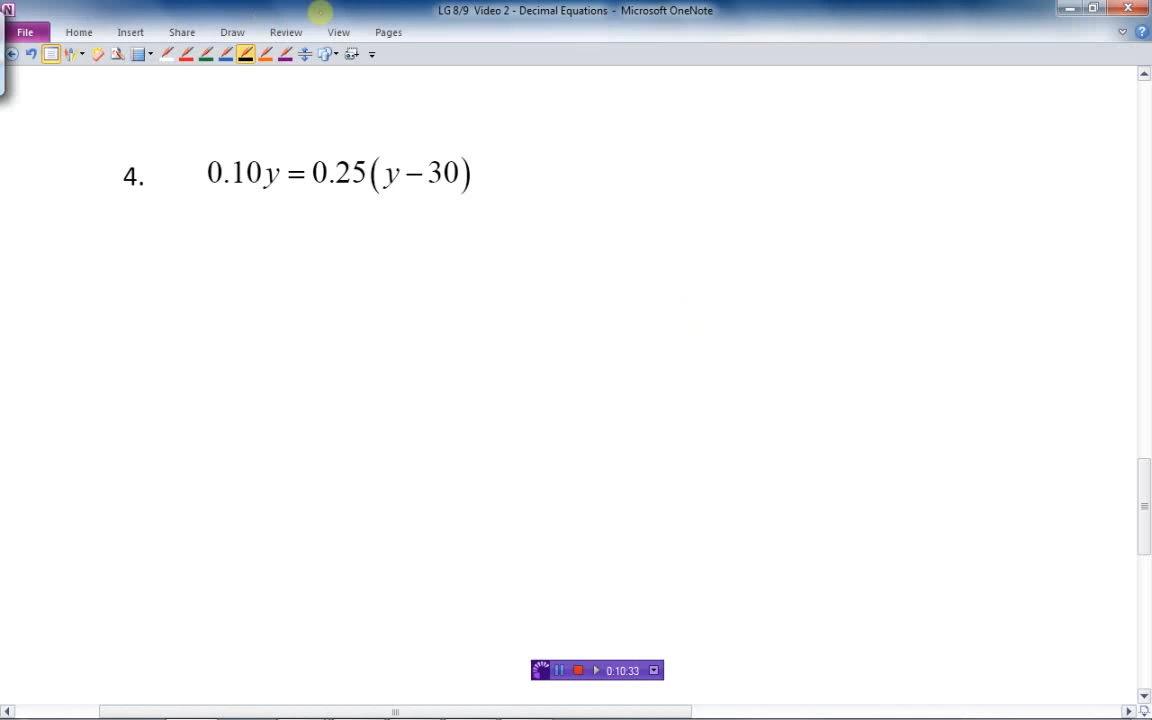 LG 8/9 Video 2 - Decimal Equations - Microsoft OneNote
File Home Insert Share Draw Review View Pages
4. 0.10y = 0.25(y − 30)
0:10:33